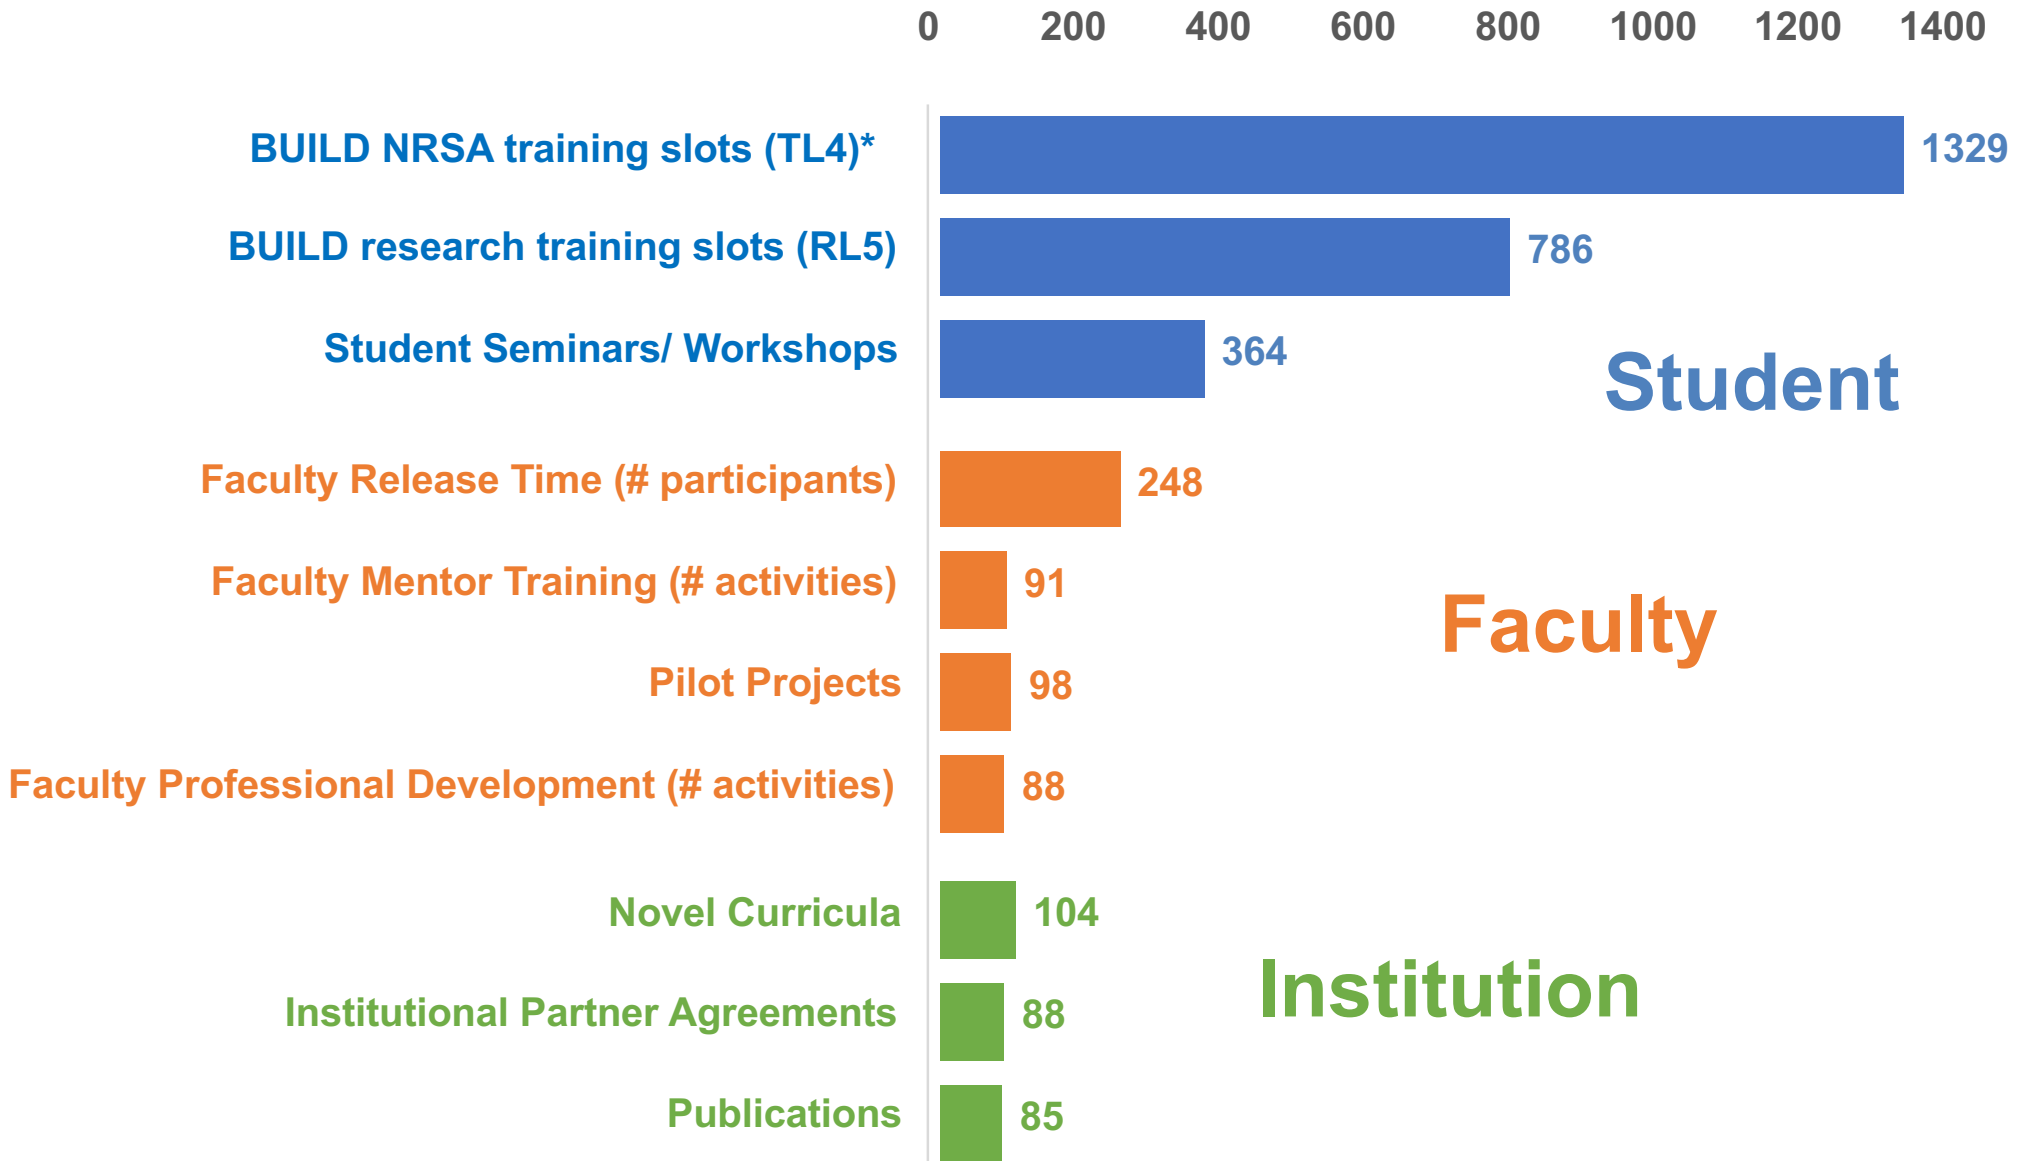 0 200 400 600 800 1000 1200 1400
BUILD NRSA training slots (TL4)* 1329
BUILD research training slots (RL5) 786
Student Seminars/ Workshops 364
Student
Faculty Release Time (# participants) 248
Faculty Mentor Training (# activities) 91
Faculty
Pilot Projects 98
Faculty Professional Development (# activities) 88
Novel Curricula 104
Institution
Institutional Partner Agreements 88
Publications 85